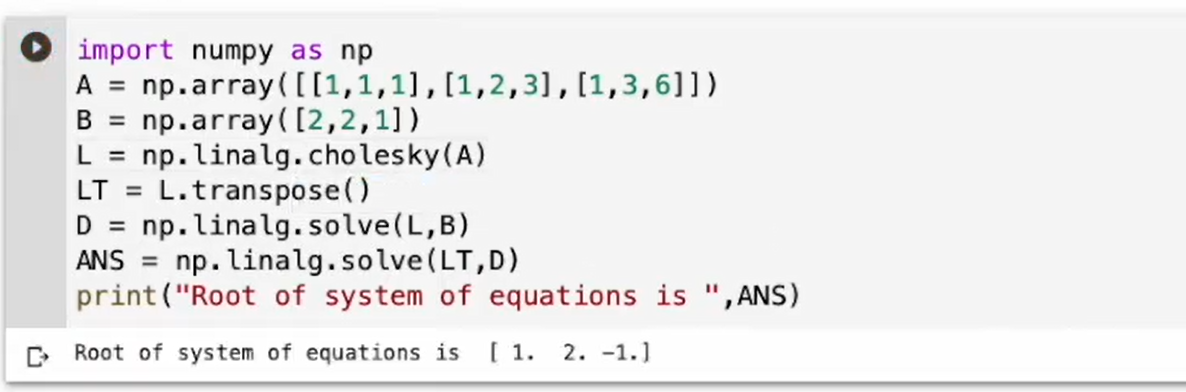 import numpy as np
A = np.array([[1,1,1],[1,2,3],[1,3,6]])
B = np.array([2,2,1])
L = np.linalg.cholesky(A)
LT = L.transpose()
D = np.linalg.solve(L,B)
ANS = np.linalg.solve(LT,D)
print("Root of system of equations is ",ANS)
Root of system of equations is  [ 1.  2. -1.]